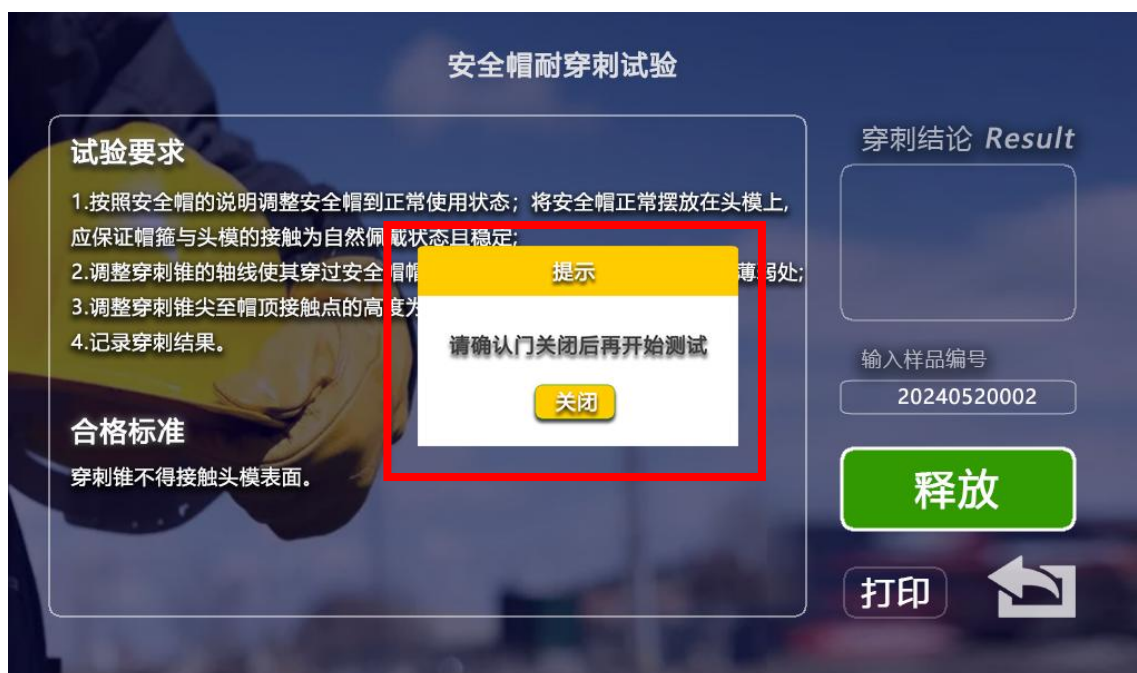 安全帽耐穿刺试验
试验要求
1.按照安全帽的说明调整安全帽到正常使用状态；将安全帽正常摆放在头模上，
应保证帽箍与头模的接触为自然佩戴状态且稳定;
2.调整穿刺锥的轴线使其穿过安全帽帽
薄弱处;
3.调整穿刺锥尖至帽顶接触点的高度为
4.记录穿刺结果。
合格标准
穿刺锥不得接触头模表面。
提示
请确认门关闭后再开始测试
关闭
穿刺结论 Result
输入样品编号
20240520002
释放
打印